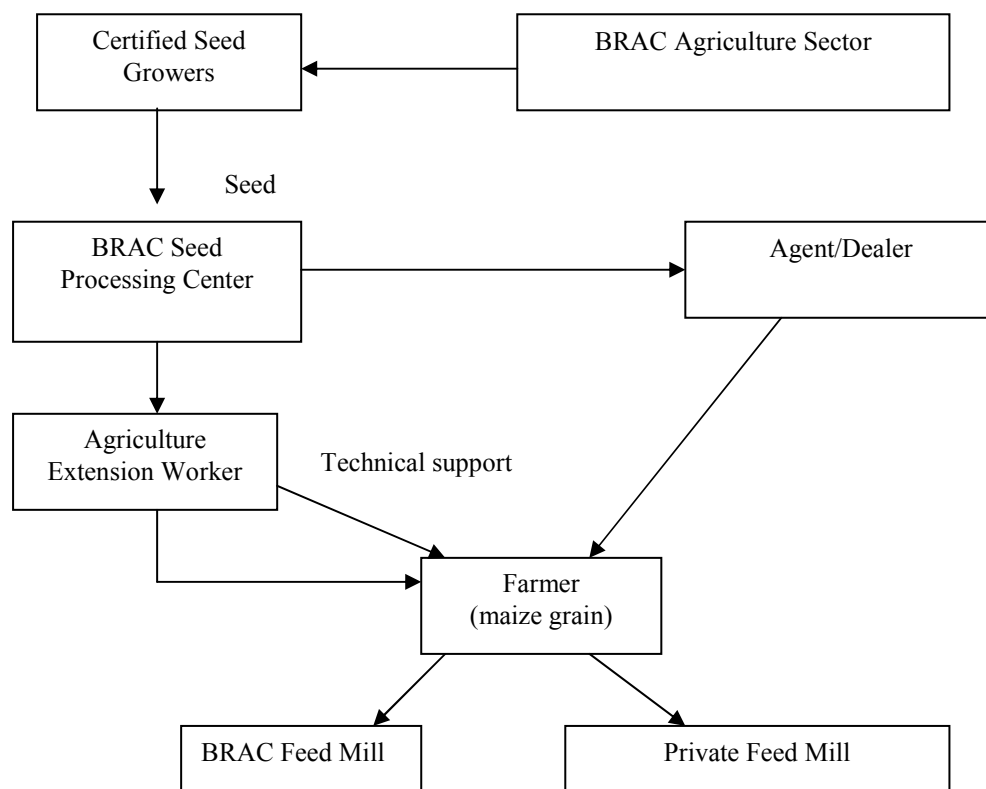 Certified Seed
Growers
BRAC Agriculture Sector
Seed
BRAC Seed
Processing Center
Agent/Dealer
Agriculture
Extension Worker
Technical support
Farmer
(maize grain)
BRAC Feed Mill
Private Feed Mill